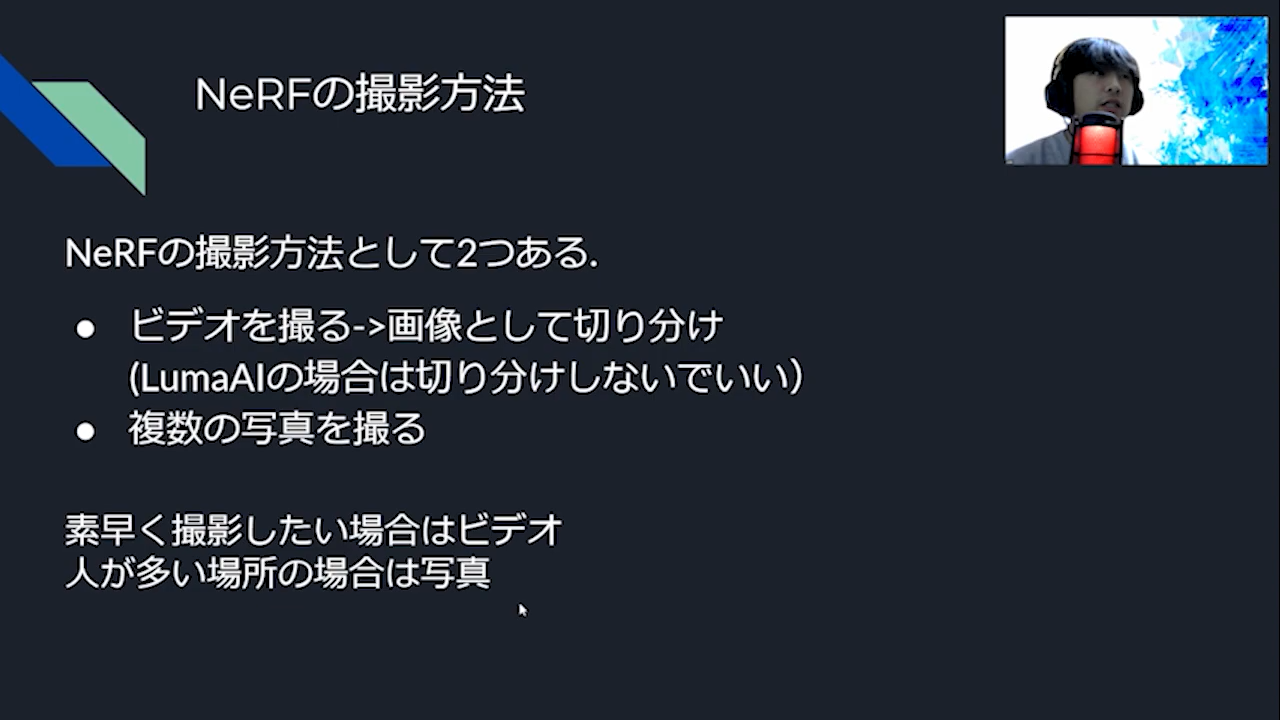 NeRFの撮影方法
NeRFの撮影方法として2つある.
● ビデオを撮る->画像として切り分け
(LumaAIの場合は切り分けしないでいい）
● 複数の写真を撮る
素早く撮影したい場合はビデオ
人が多い場所の場合は写真